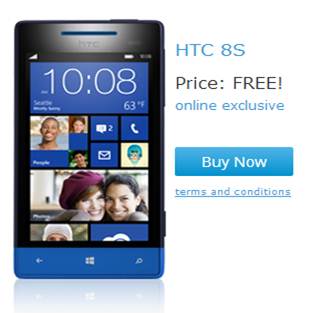 HTC 8S
Price: FREE!
online exclusive
Buy Now
terms and conditions
hTC
10:08
Seattle
Mostly Sunny
63°F
2
People
Photos